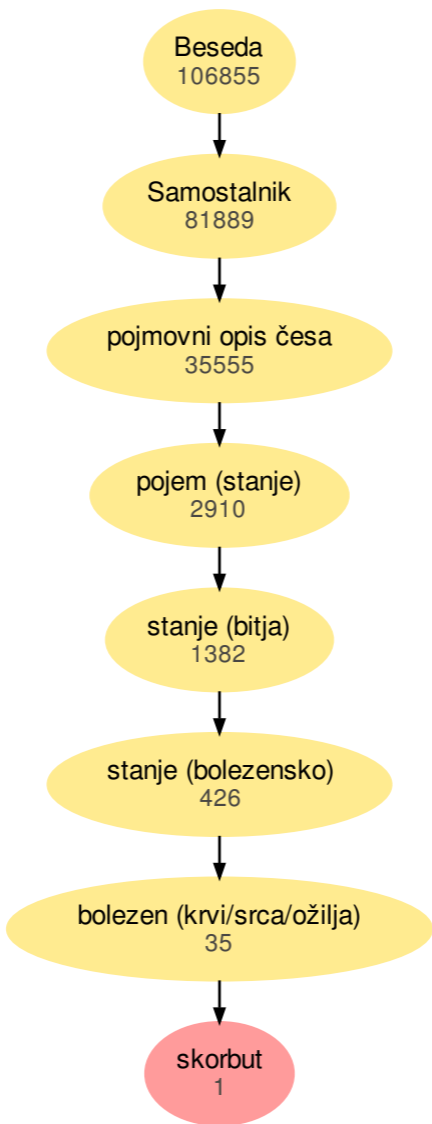 Beseda
106855
Samostalnik
81889
pojmovni opis česa
35555
pojem (stanje)
2910
stanje (bitja)
1382
stanje (bolezensko)
426
bolezen (krvi/srca/ožilja)
35
skorbut
1